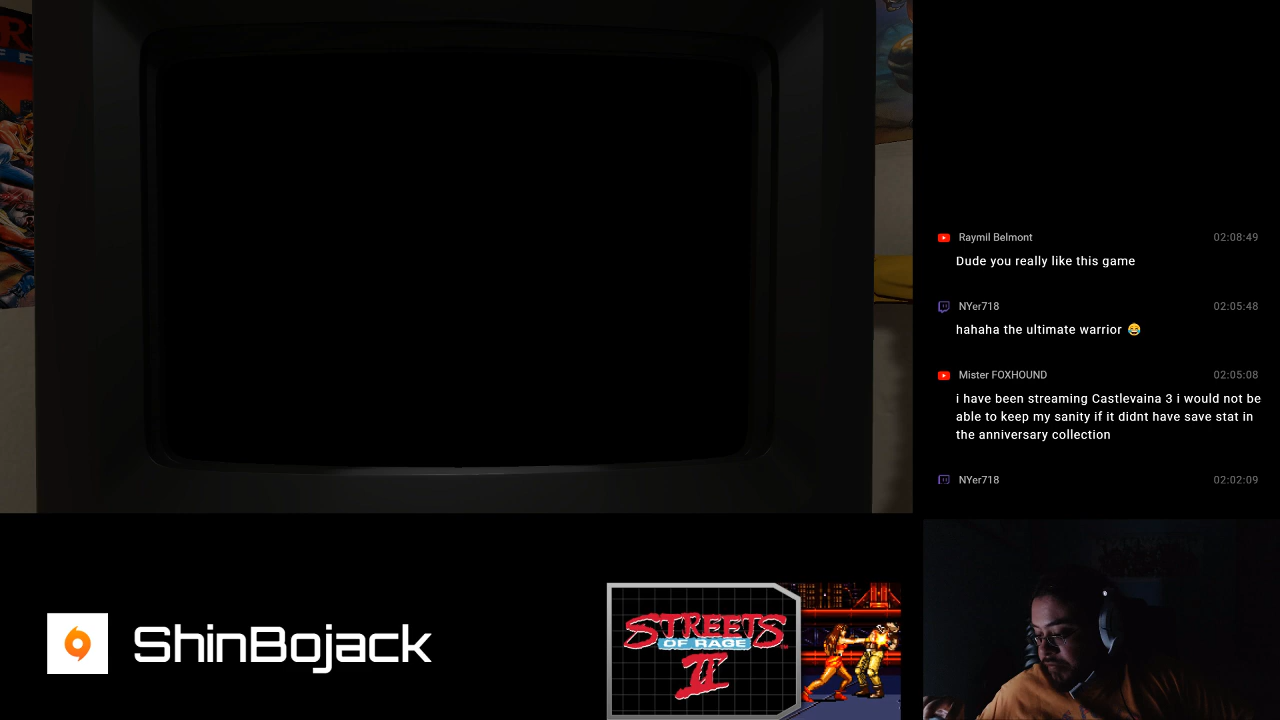 Raymil Belmont 02:08:49
Dude you really like this game
NYer718 02:05:48
hahaha the ultimate warrior 😂
Mister FOXHOUND 02:05:08
i have been streaming Castlevaina 3 i would not be
able to keep my sanity if it didnt have save stat in
the anniversary collection
NYer718 02:02:09
ShinBojack
STREETS
OF RAGE
II